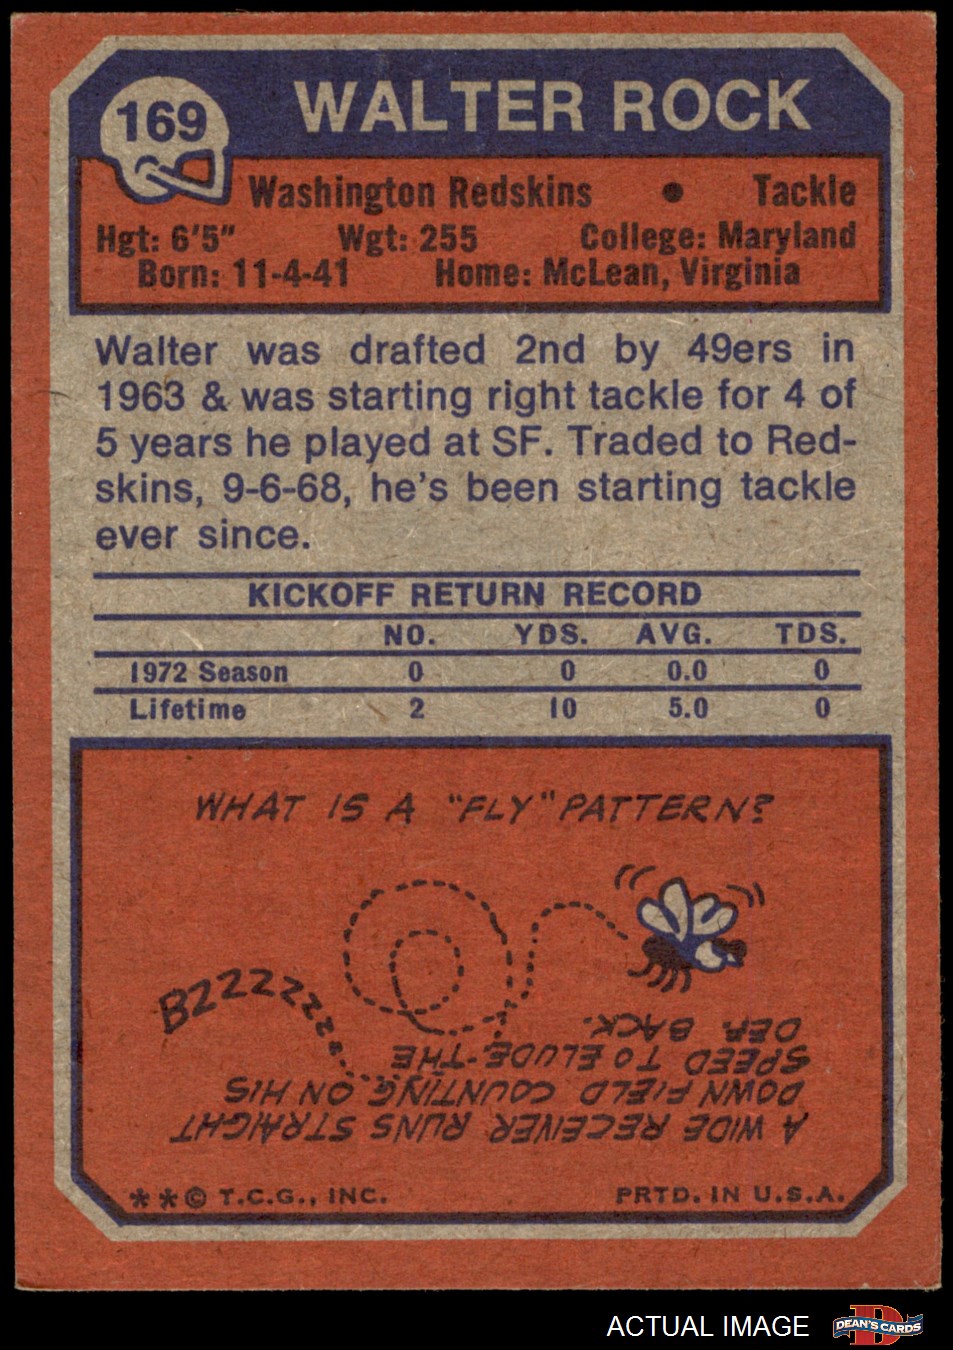 169
WALTER ROCK
Washington Redskins • Tackle
Hgt: 6'5" Wgt: 255 College: Maryland
Born: 11-4-41 Home: McLean, Virginia
Walter was drafted 2nd by 49ers in
1963 & was starting right tackle for 4 of
5 years he played at SF. Traded to Red-
skins, 9-6-68, he's been starting tackle
ever since.
KICKOFF RETURN RECORD
NO. YDS. AVG. TDS.
1972 Season 0 0 0.0 0
Lifetime 2 10 5.0 0
WHAT IS A "FLY" PATTERN?
BZZZZZZZ
A WIDE RECEIVER RUNS STRAIGHT
DOWN FIELD COUNTING ON HIS
SPEED TO ELUDE THE
DEF. BACK.
**© T.C.G., INC. PRTD. IN U.S.A.
ACTUAL IMAGE
D
DEAN'S CARDS